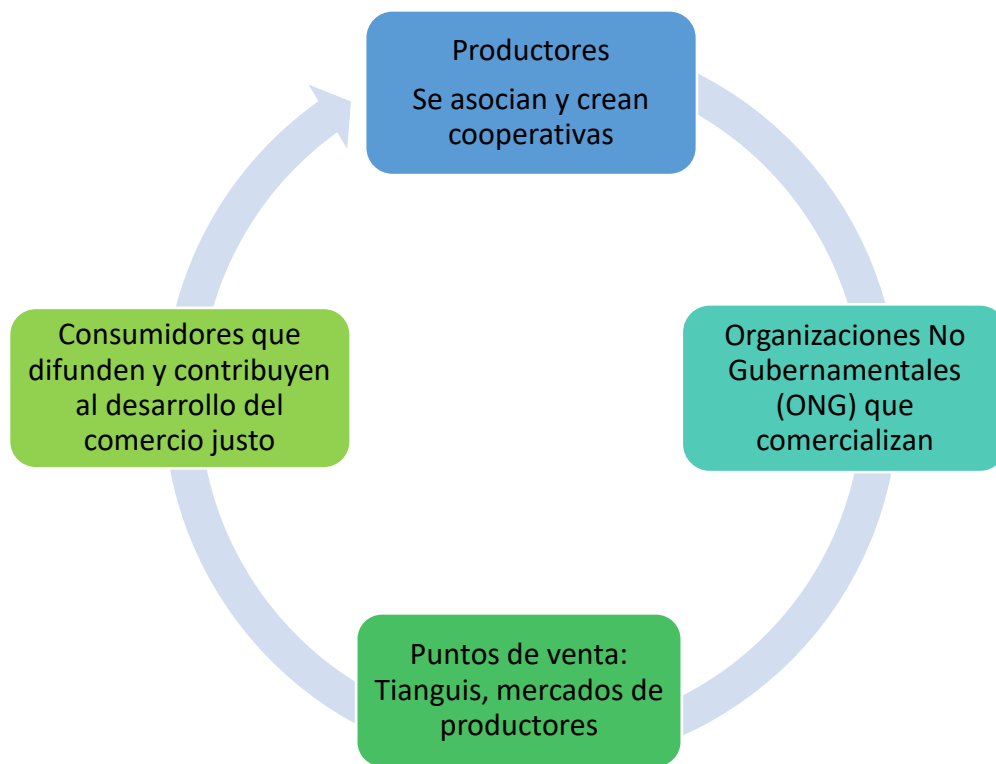 Productores
Se asocian y crean
cooperativas
Organizaciones No
Gubernamentales
(ONG) que
comercializan
Puntos de venta:
Tianguis, mercados de
productores
Consumidores que
difunden y contribuyen
al desarrollo del
comercio justo